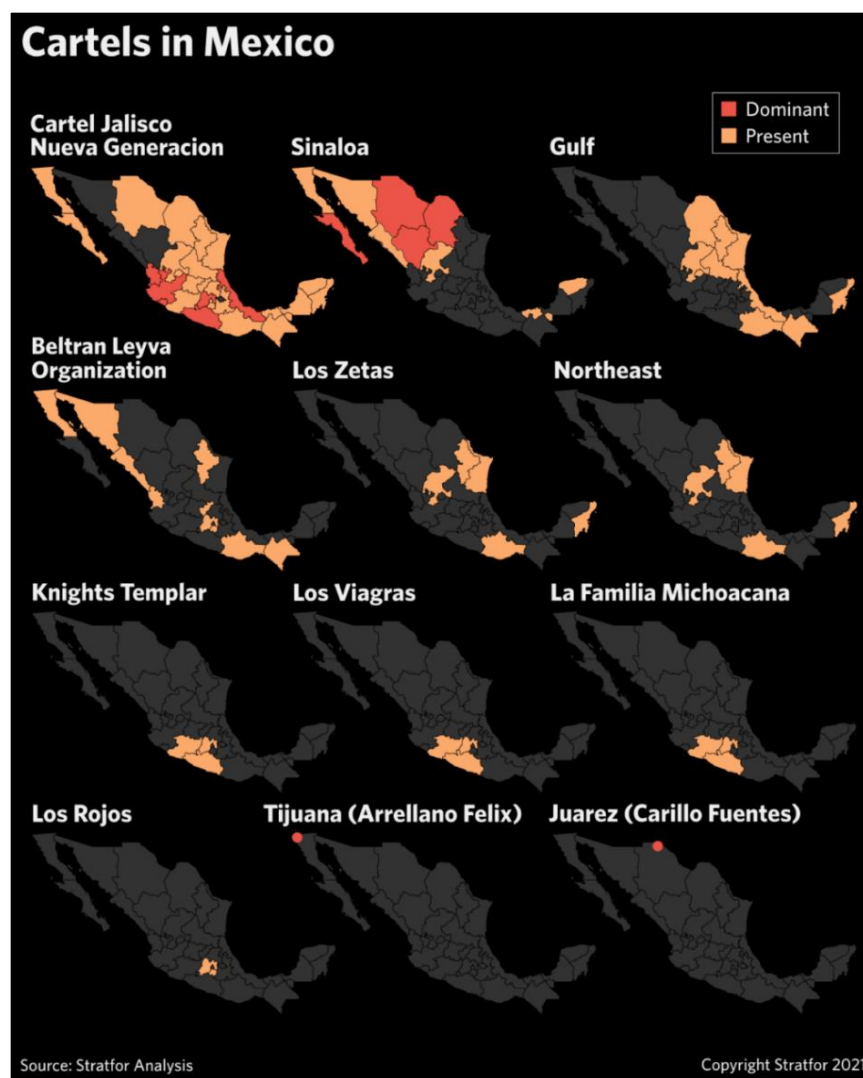 Cartels in Mexico
Dominant
Present
Cartel Jalisco
Nueva Generacion
Sinaloa
Gulf
Beltran Leyva
Organization
Los Zetas
Northeast
Knights Templar
Los Viagras
La Familia Michoacana
Los Rojos
Tijuana (Arrellano Felix)
Juarez (Carillo Fuentes)
Source: Stratfor Analysis
Copyright Stratfor 2021